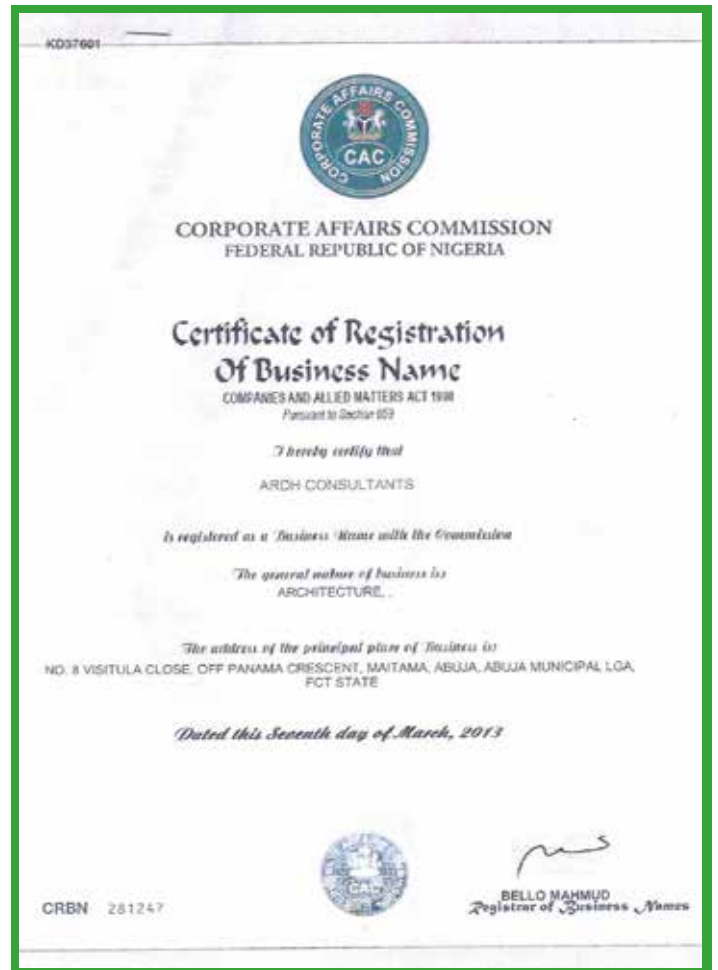 KD37601
CORPORATE AFFAIRS COMMISSION
CAC
CORPORATE AFFAIRS COMMISSION
FEDERAL REPUBLIC OF NIGERIA
Certificate of Registration
Of Business Name
COMPANIES AND ALLIED MATTERS ACT 1990
Pursuant to Section 659
I hereby certify that
ARDH CONSULTANTS
is registered as a Business Name with the Commission
The general nature of business is:
ARCHITECTURE, .
The address of the principal place of Business is:
NO. 8 VISITULA CLOSE, OFF PANAMA CRESCENT, MAITAMA, ABUJA, ABUJA MUNICIPAL LGA,
FCT STATE
Dated this Seventh day of March, 2013
CRBN 281247
BELLO MAHMUD
Registrar of Business Names